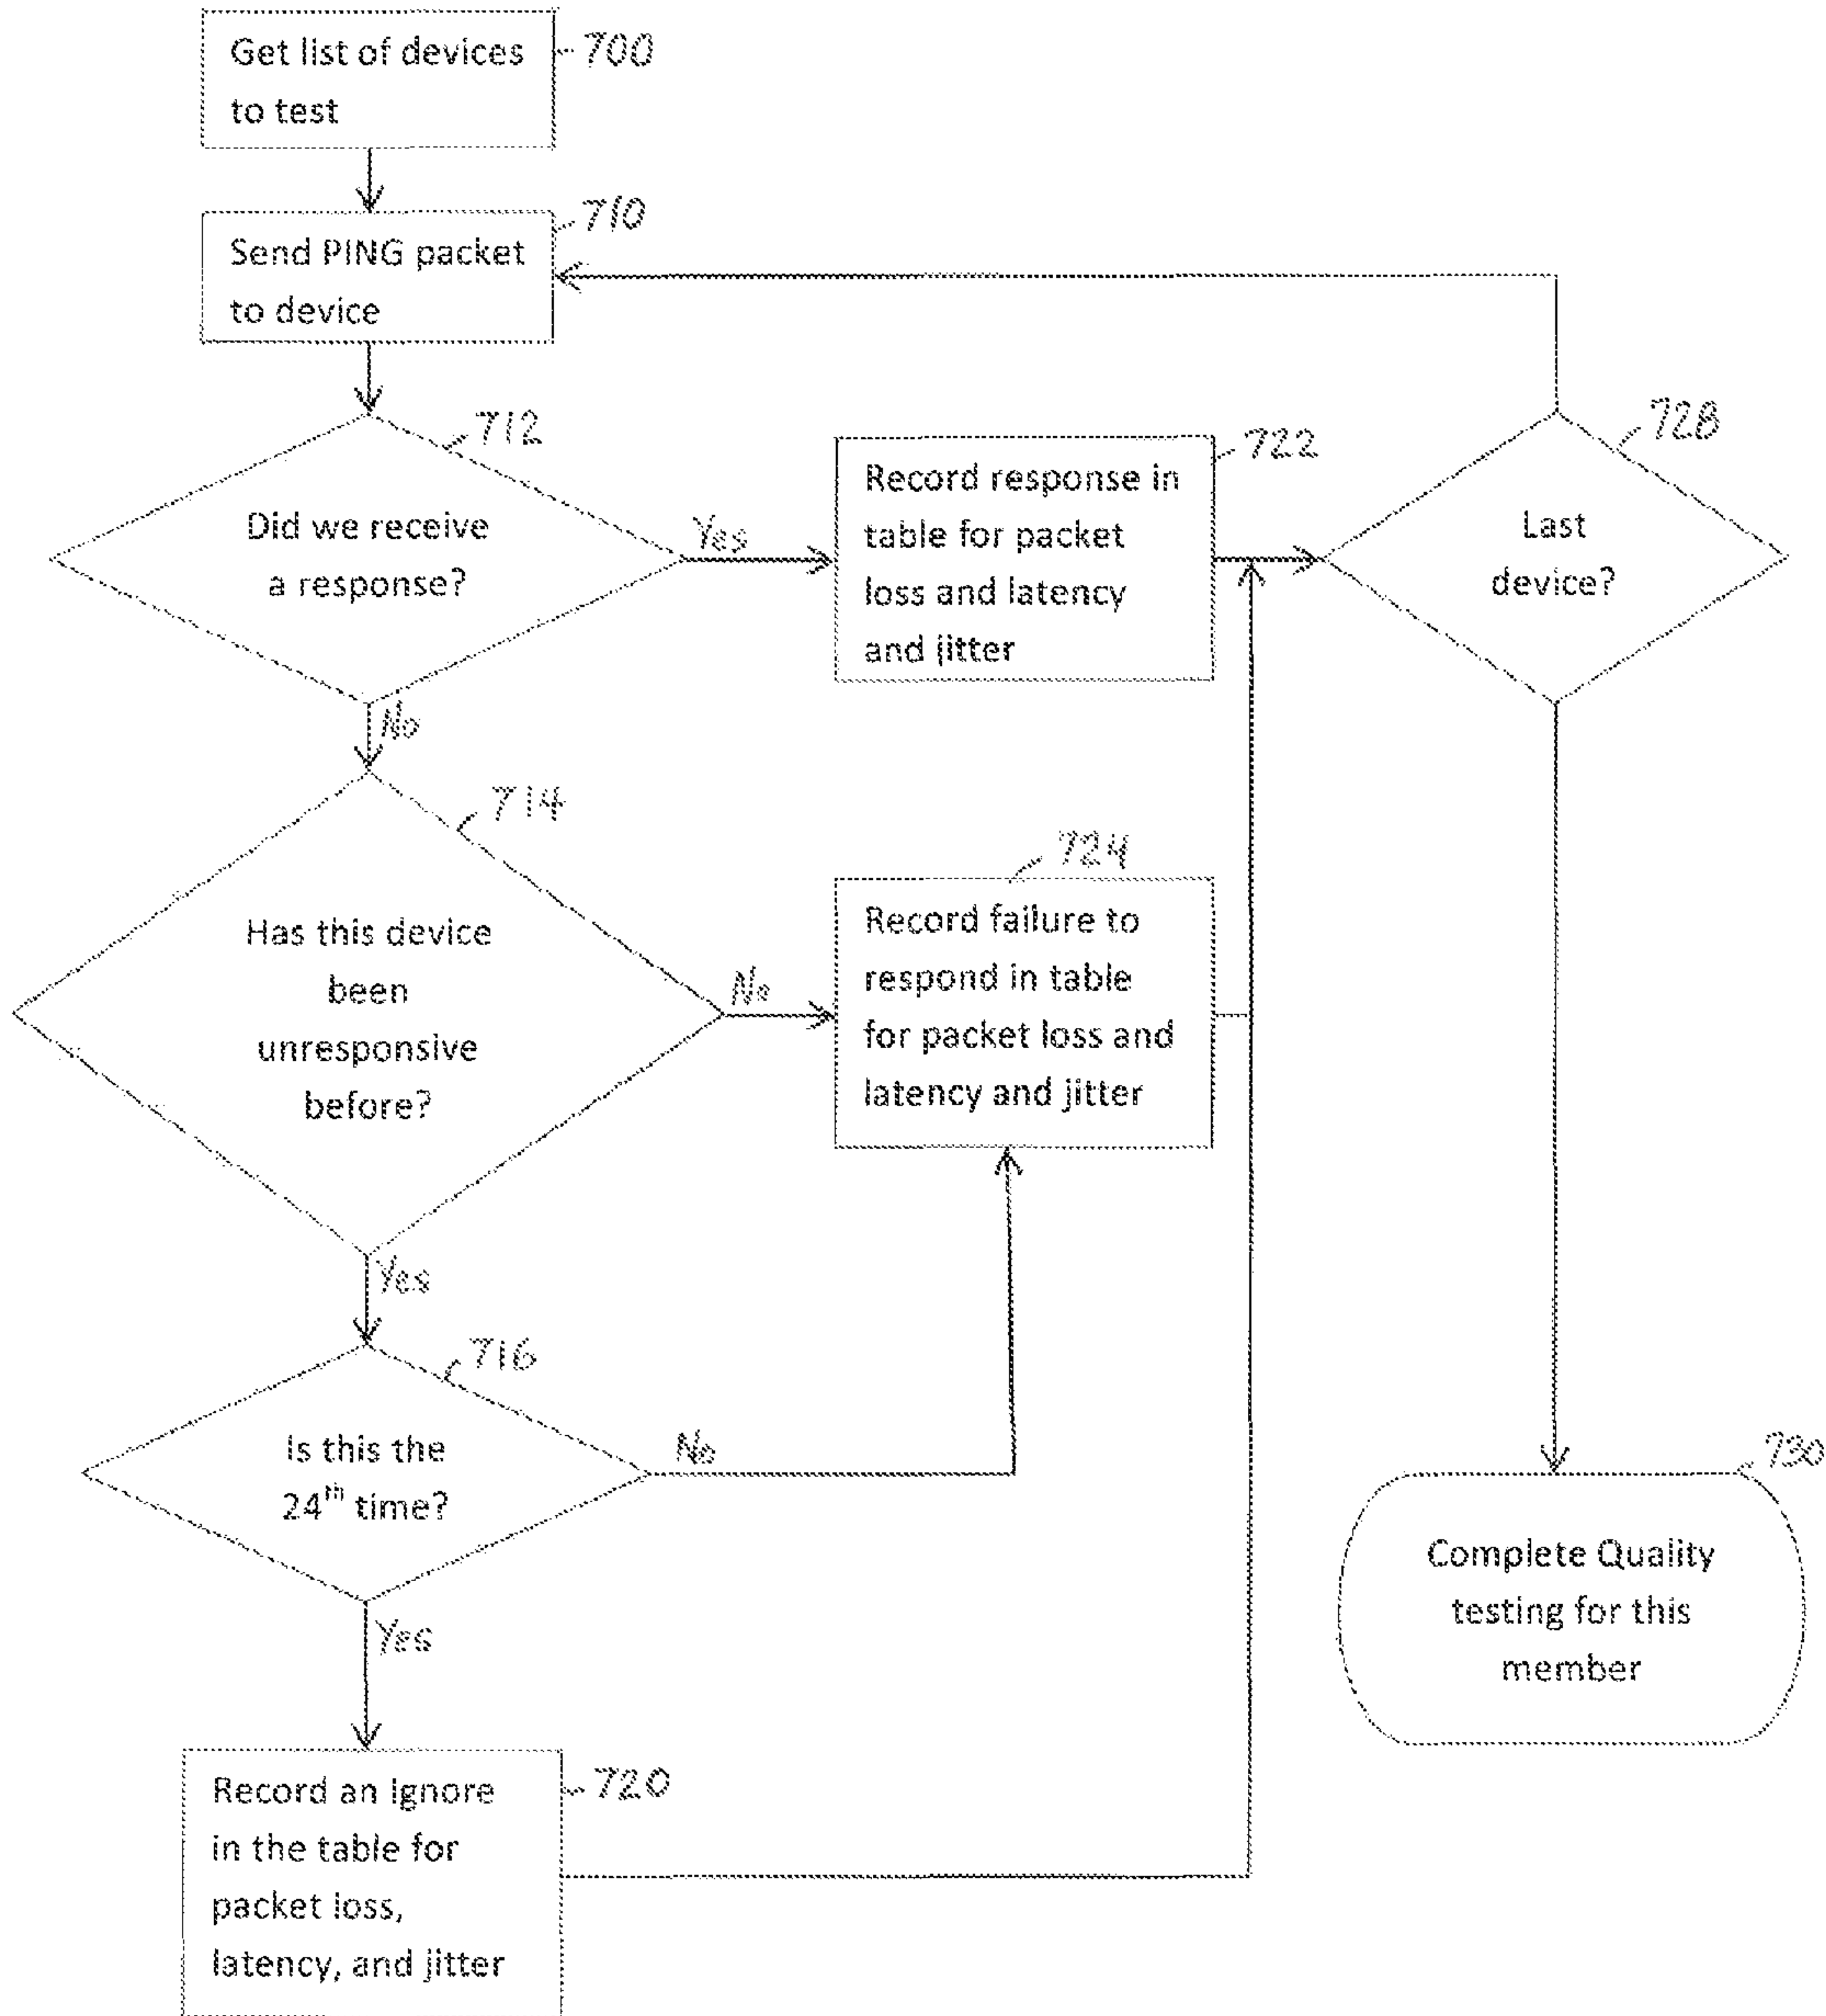 Get list of devices
to test
700
Send PING packet
to device
710
Did we receive
a response?
712
Yes
No
Record response in
table for packet
loss and latency
and jitter
722
Last
device?
728
Has this device
been
unresponsive
before?
714
No
Yes
Record failure to
respond in table
for packet loss and
latency and jitter
724
Is this the
24th time?
716
No
Yes
Record an Ignore
in the table for
packet loss,
latency, and jitter
720
Complete Quality
testing for this
member
730